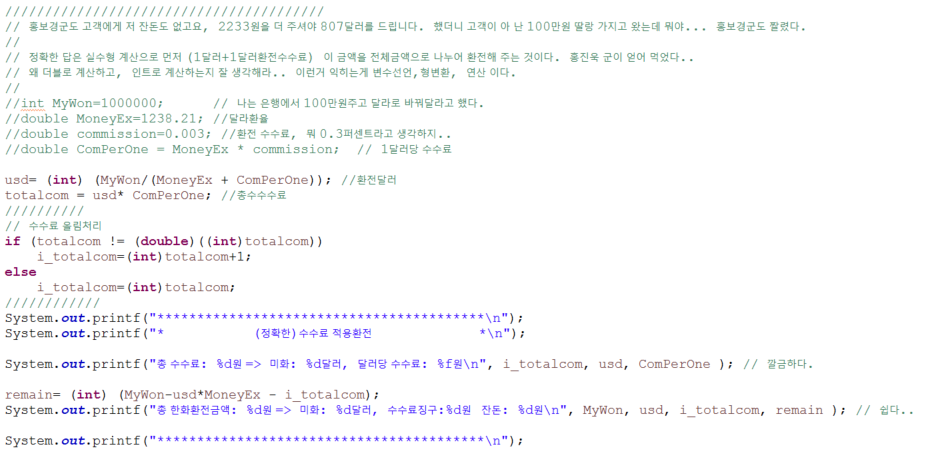 ////////////////////////////////////////
// 홍보경군도 고객에게 저 잔돈도 없고요, 2233원을 더 주셔야 807달러를 드립니다. 했더니 고객이 아 난 100만원 딸랑 가지고 왔는데 뭐야... 홍보경군도 짤렸다.
//
// 정확한 답은 실수형 계산으로 먼저 (1달러+1달러환전수수료) 이 금액을 전체금액으로 나누어 환전해 주는 것이다. 홍진욱 군이 얻어 먹었다..
// 왜 더블로 계산하고, 인트로 계산하는지 잘 생각해라.. 이런거 익히는게 변수선언,형변환, 연산 이다.
//
//int MyWon=1000000; // 나는 은행에서 100만원주고 달라로 바꿔달라고 했다.
//double MoneyEx=1238.21; //달라환율
//double commission=0.003; //환전 수수료, 뭐 0.3퍼센트라고 생각하지..
//double ComPerOne = MoneyEx * commission; // 1달러당 수수료
usd= (int) (MyWon/(MoneyEx + ComPerOne)); //환전달러
totalcom = usd* ComPerOne; //총수수수료
//////////
// 수수료 올림처리
if (totalcom != (double)((int)totalcom))
i_totalcom=(int)totalcom+1;
else
i_totalcom=(int)totalcom;
////////////
System.out.printf("*****************************************\n");
System.out.printf("* (정확한)수수료 적용환전 *\n");
System.out.printf("총 수수료: %d원 => 미화: %d달러, 달러당 수수료: %f원\n", i_totalcom, usd, ComPerOne ); // 깔금하다.
remain= (int) (MyWon-usd*MoneyEx - i_totalcom);
System.out.printf("총 한화환전금액: %d원 => 미화: %d달러, 수수료징구:%d원 잔돈: %d원\n", MyWon, usd, i_totalcom, remain ); // 쉽다..
System.out.printf("*****************************************\n");